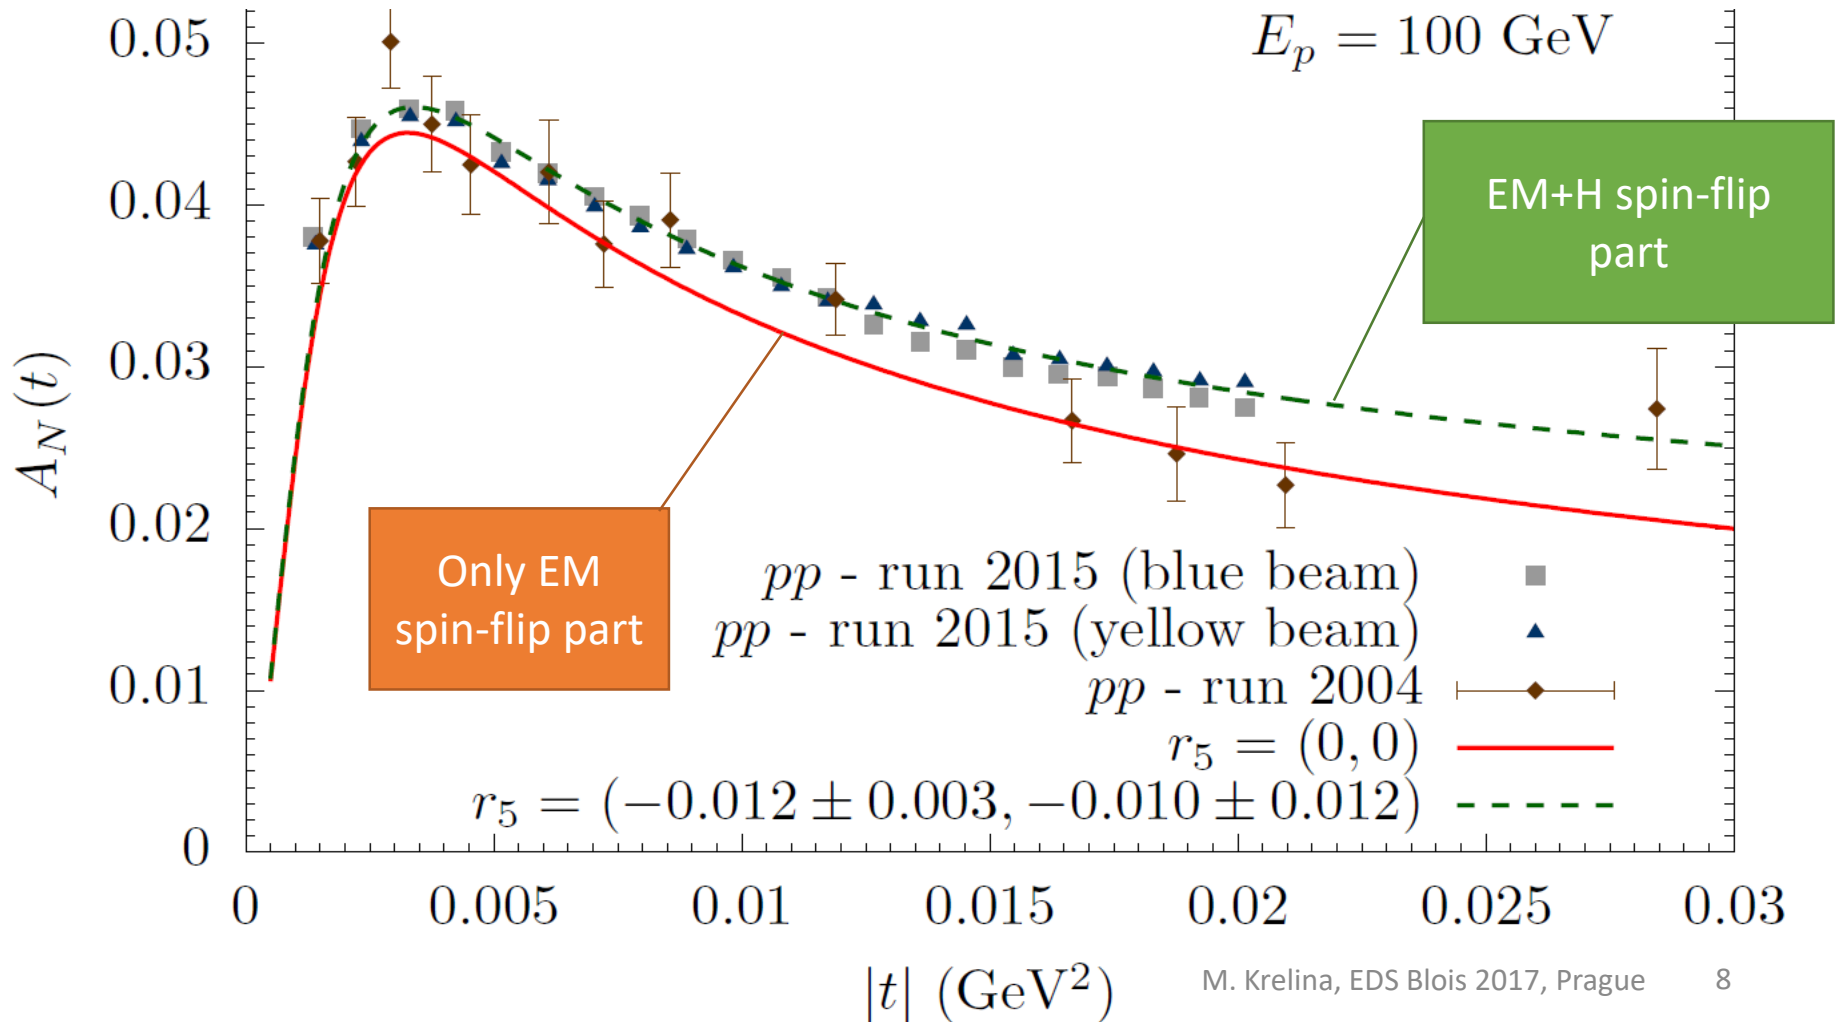 0.05
0.04
0.03
0.02
0.01
0
A_N(t)
E_p = 100 GeV
EM+H spin-flip
part
Only EM
spin-flip part
pp - run 2015 (blue beam)
pp - run 2015 (yellow beam)
pp - run 2004
r_5 = (0, 0)
r_5 = (−0.012 ± 0.003, −0.010 ± 0.012)
0 0.005 0.01 0.015 0.02 0.025 0.03
|t| (GeV²)
M. Krelina, EDS Blois 2017, Prague 8